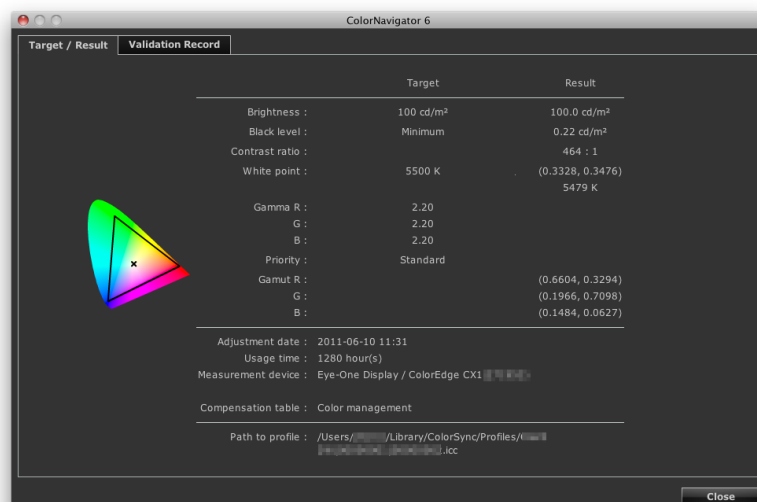 ColorNavigator 6
Target / Result
Validation Record
Target Result
Brightness : 100 cd/m² 100.0 cd/m²
Black level : Minimum 0.22 cd/m²
Contrast ratio : 464 : 1
White point : 5500 K (0.3328, 0.3476)
5479 K
Gamma R : 2.20
G : 2.20
B : 2.20
Priority : Standard
Gamut R : (0.6604, 0.3294)
G : (0.1966, 0.7098)
B : (0.1484, 0.0627)
Adjustment date : 2011-06-10 11:31
Usage time : 1280 hour(s)
Measurement device : Eye-One Display / ColorEdge CX1
Compensation table : Color management
Path to profile : /Users/ /Library/ColorSync/Profiles/
.icc
Close